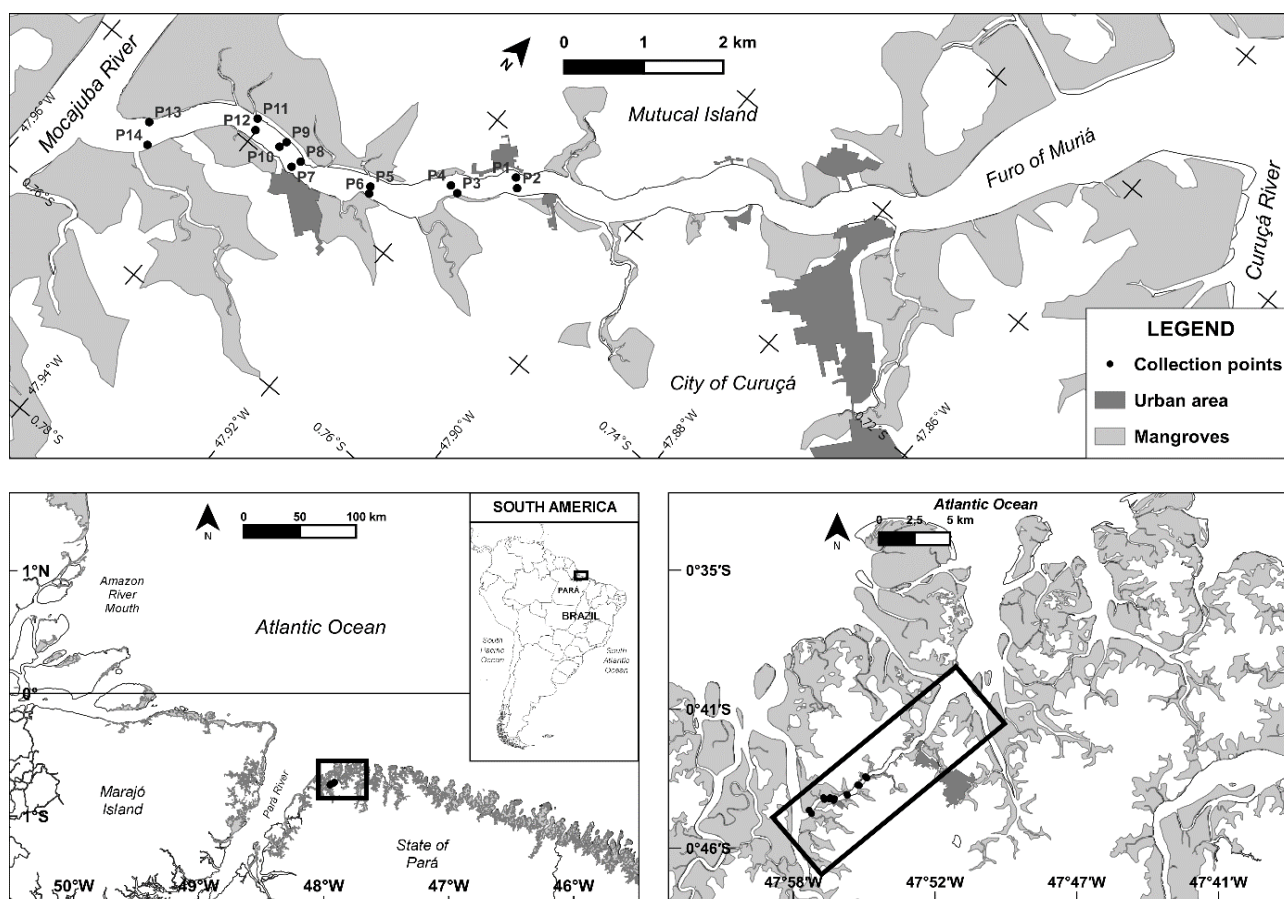 0 1 2 km
N
Mocajuba River
47.96°W
P13
P11
P12
P14
P9
P10
P8
P7
Mutucal Island
P5
P6
P4
P3
P1
P2
Furo of Muriá
Curuçá River
0.76°S
City of Curuçá
47.94°W
0.78°S
47.92°W
0.76°S
47.90°W
0.74°S
47.88°W
0.72°S
47.86°W
LEGEND
Collection points
Urban area
Mangroves
0 50 100 km
N
1°N
Amazon
River
Mouth
Atlantic Ocean
0°
Marajó
Island
Pará River
1°S
State of
Pará
50°W 49°W 48°W 47°W 46°W
SOUTH AMERICA
PARÁ
BRAZIL
South
Pacific
Ocean
South
Atlantic
Ocean
Atlantic Ocean
0 2,5 5 km
N
0°35'S
0°41'S
0°46'S
47°58'W 47°52'W 47°47'W 47°41'W